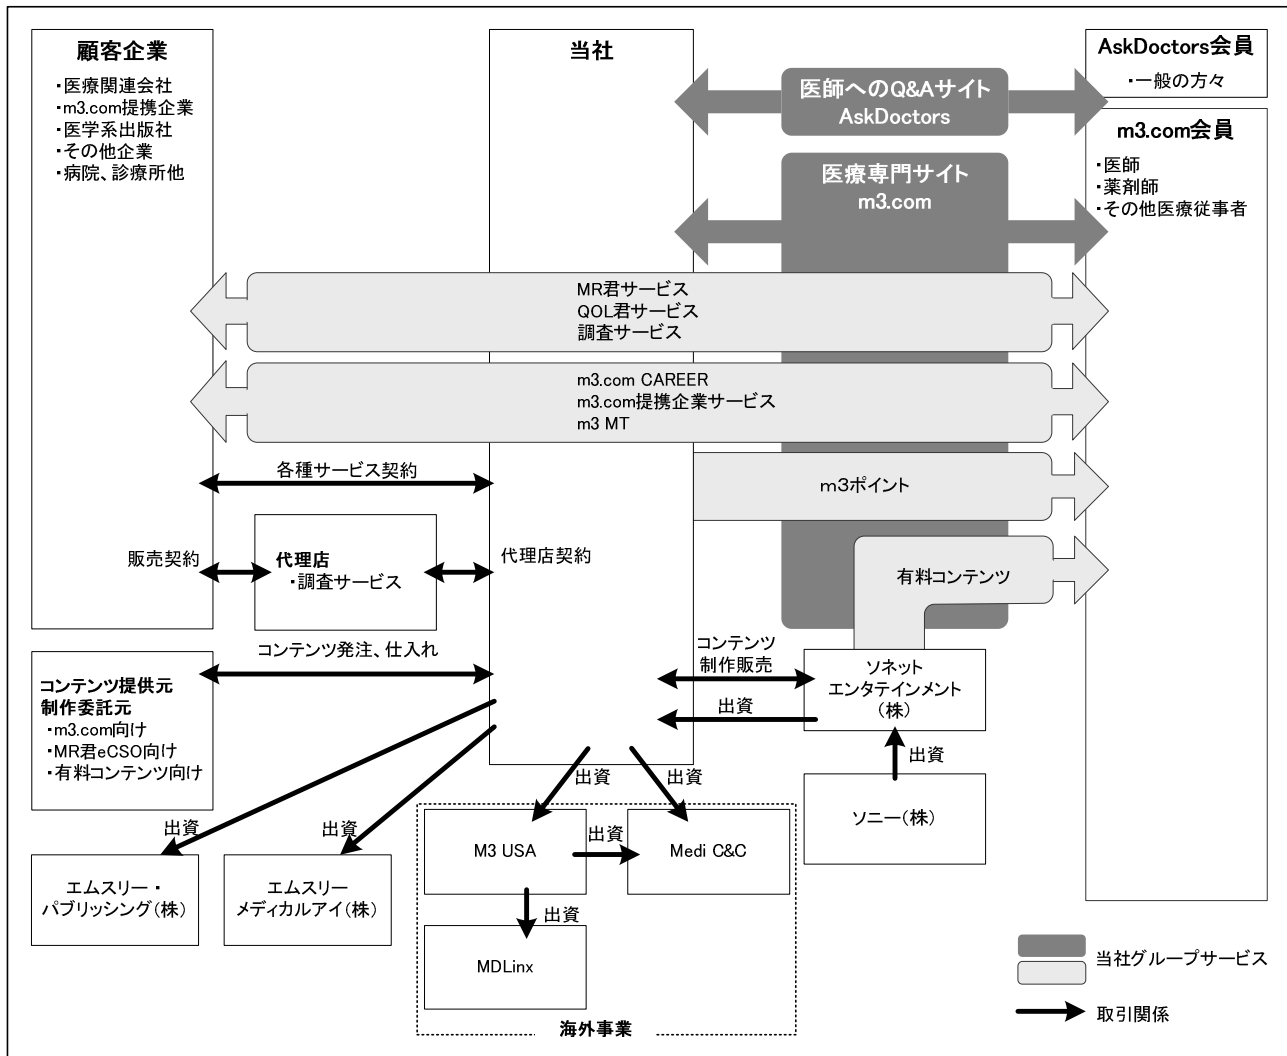 顧客企業
・医療関連会社
・m3.com提携企業
・医学系出版社
・その他企業
・病院、診療所他
当社
医師へのQ&Aサイト
AskDoctors
医療専門サイト
m3.com
AskDoctors会員
・一般の方々
m3.com会員
・医師
・薬剤師
・その他医療従事者
MR君サービス
QOL君サービス
調査サービス
m3.com CAREER
m3.com提携企業サービス
m3 MT
各種サービス契約
m3ポイント
販売契約
代理店
・調査サービス
代理店契約
有料コンテンツ
コンテンツ発注、仕入れ
コンテンツ
制作販売
出資
コンテンツ提供元
制作委託元
・m3.com向け
・MR君eCSO向け
・有料コンテンツ向け
ソネット
エンタテインメント
(株)
出資
ソニー(株)
出資
出資
出資
出資
エムスリー・
パブリッシング(株)
エムスリー
メディカルアイ(株)
M3 USA
出資
Medi C&C
出資
MDLinx
海外事業
当社グループサービス
取引関係